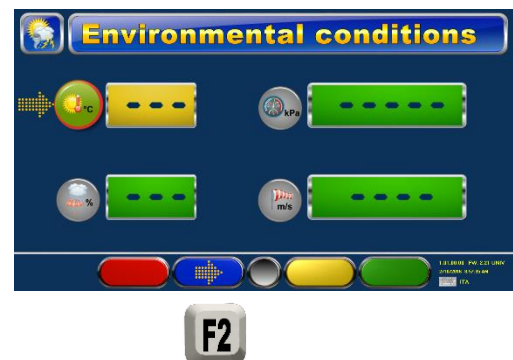 Environmental conditions
°C
- - -
kPa
- - - - -
%
- - -
m/s
- - - -
ITA
F2